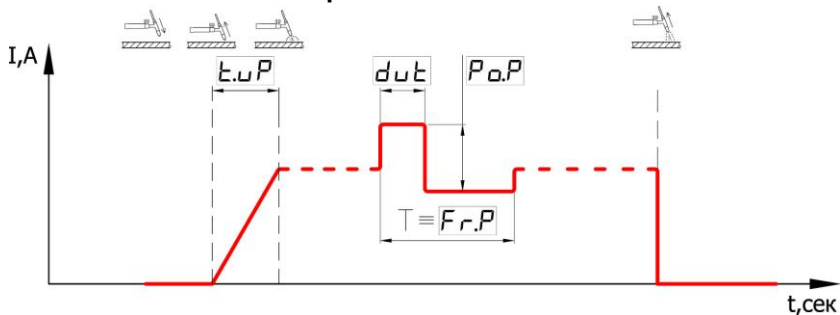 I,A
t.uP
dut
Po.P
T ≡ Fr.P
t,сек